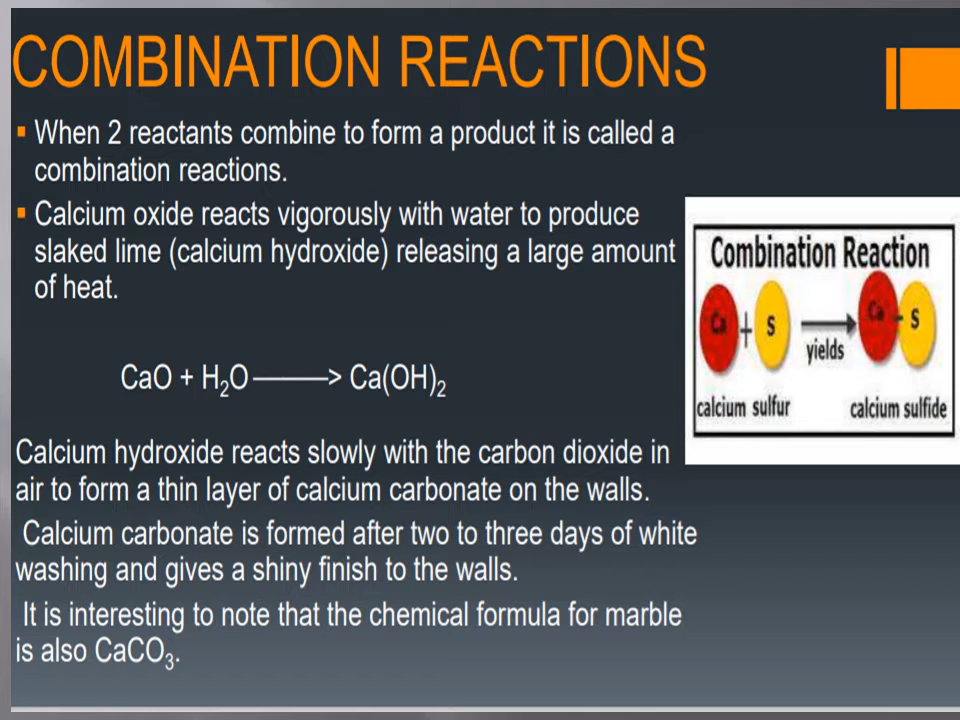 COMBINATION REACTIONS
▪ When 2 reactants combine to form a product it is called a
combination reactions.
▪ Calcium oxide reacts vigorously with water to produce
slaked lime (calcium hydroxide) releasing a large amount
of heat.
CaO + H₂O ———> Ca(OH)₂
Calcium hydroxide reacts slowly with the carbon dioxide in
air to form a thin layer of calcium carbonate on the walls.
Calcium carbonate is formed after two to three days of white
washing and gives a shiny finish to the walls.
It is interesting to note that the chemical formula for marble
is also CaCO₃.
Combination Reaction
Ca + S → Ca - S
yields
calcium sulfur calcium sulfide